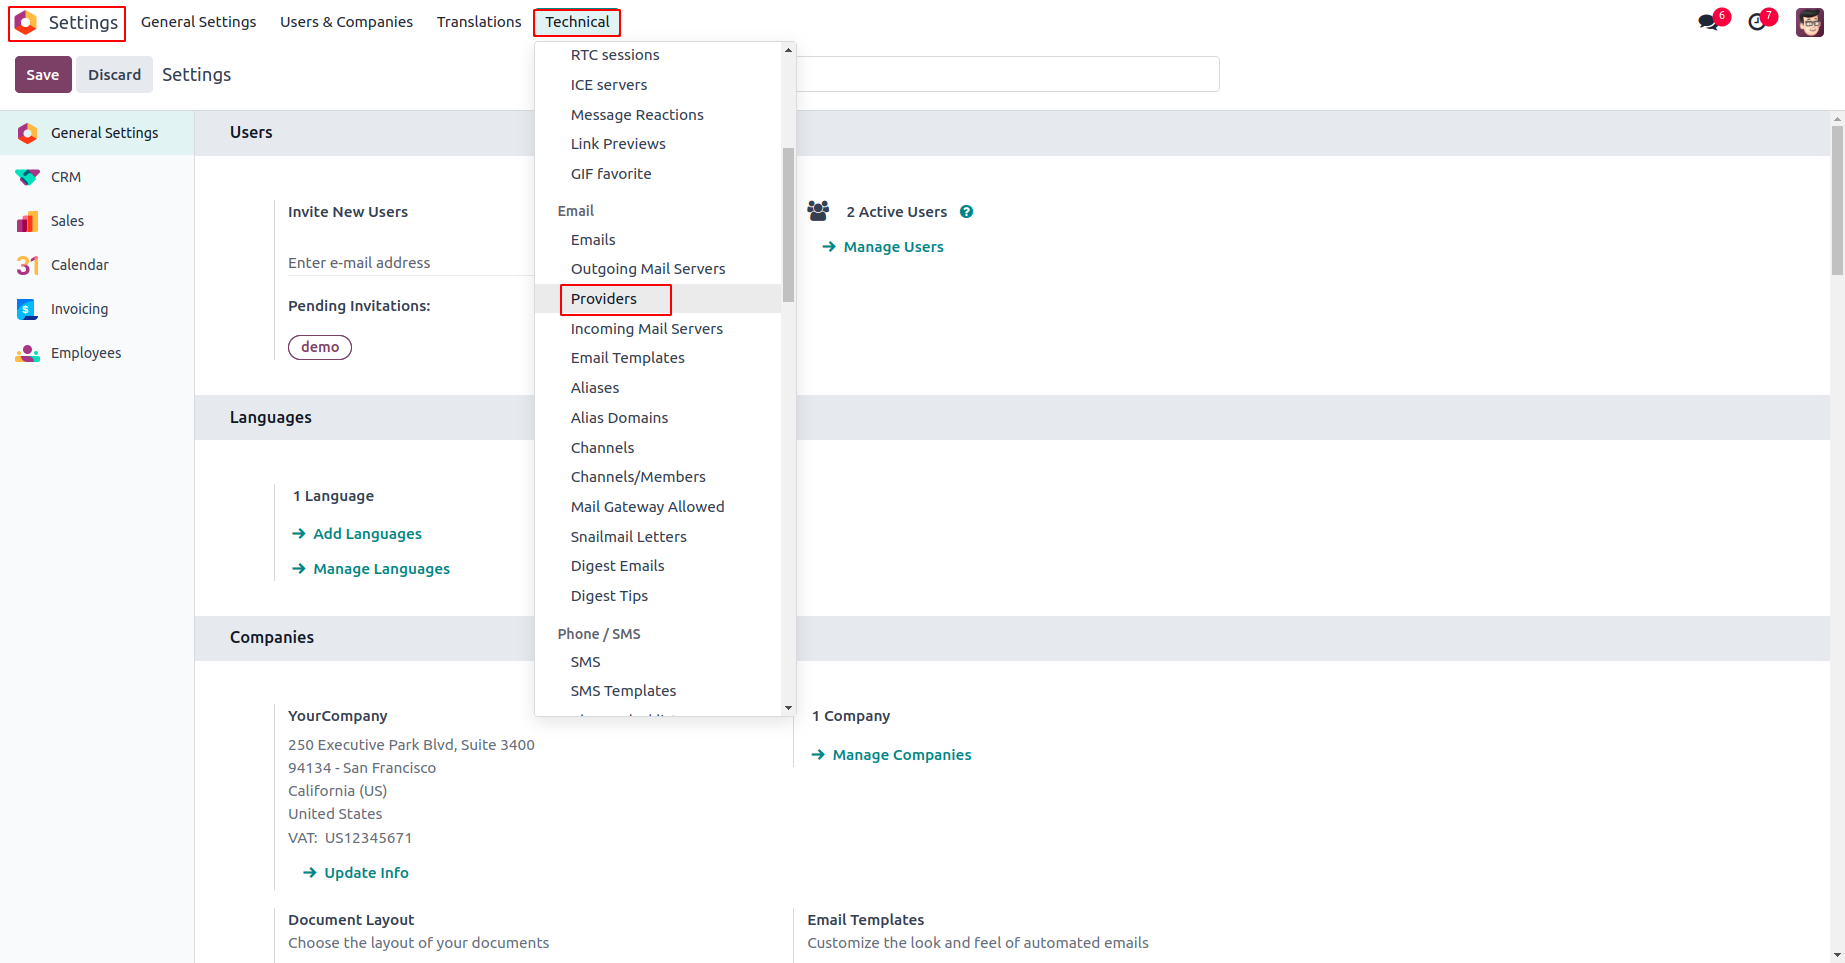 Settings General Settings Users & Companies Translations Technical 6 7
Save Discard Settings
General Settings
CRM
Sales
31 Calendar
$ Invoicing
Employees
RTC sessions
ICE servers
Message Reactions
Link Previews
GIF favorite
Email
Emails
Outgoing Mail Servers
Providers
Incoming Mail Servers
Email Templates
Aliases
Alias Domains
Channels
Channels/Members
Mail Gateway Allowed
Snailmail Letters
Digest Emails
Digest Tips
Phone / SMS
SMS
SMS Templates
Users
Invite New Users
Enter e-mail address
Pending Invitations:
demo
2 Active Users ?
Manage Users
Languages
1 Language
Add Languages
Manage Languages
Companies
YourCompany
250 Executive Park Blvd, Suite 3400
94134 - San Francisco
California (US)
United States
VAT: US12345671
Update Info
1 Company
Manage Companies
Document Layout
Choose the layout of your documents
Email Templates
Customize the look and feel of automated emails